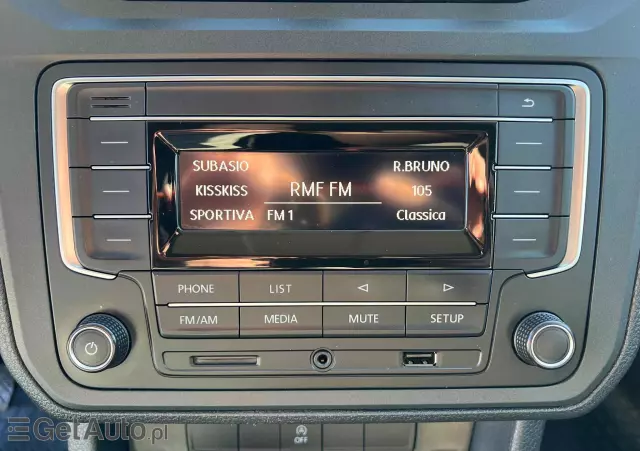 SUBASIO R.BRUNO
KISSKISS RMF FM 105
SPORTIVA FM 1 Classica
PHONE LIST
FM/AM MEDIA MUTE SETUP
OFF
GetAuto.pl